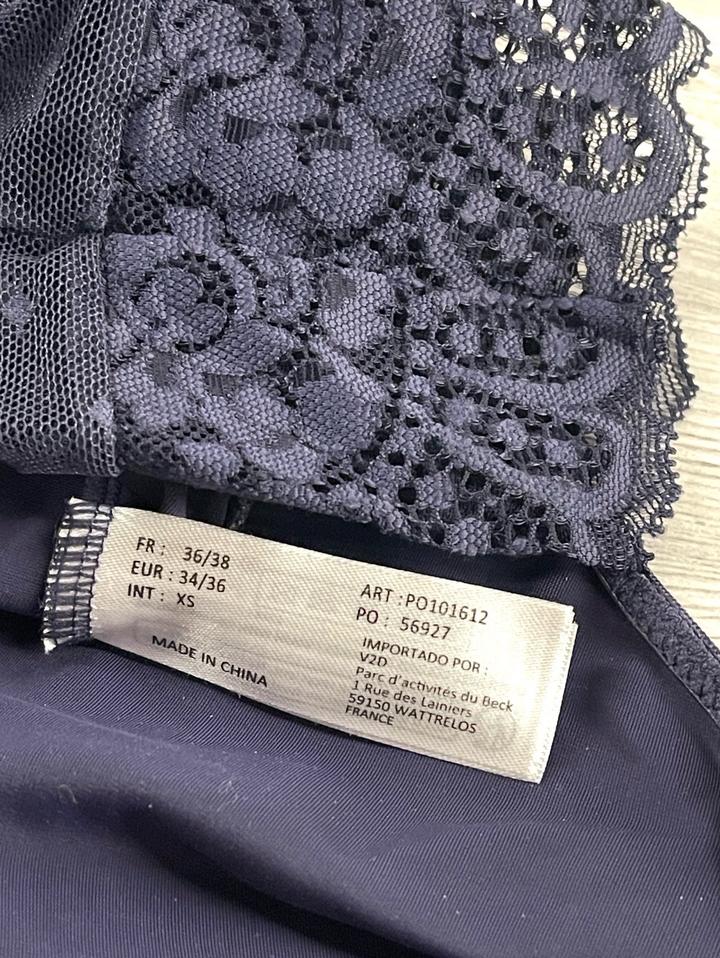 FR : 36/38
EUR : 34/36
INT : XS
MADE IN CHINA
ART :PO101612
PO : 56927
IMPORTADO POR :
V2D
Parc d'activités du Beck
1 Rue des Lainiers
59150 WATTRELOS
FRANCE